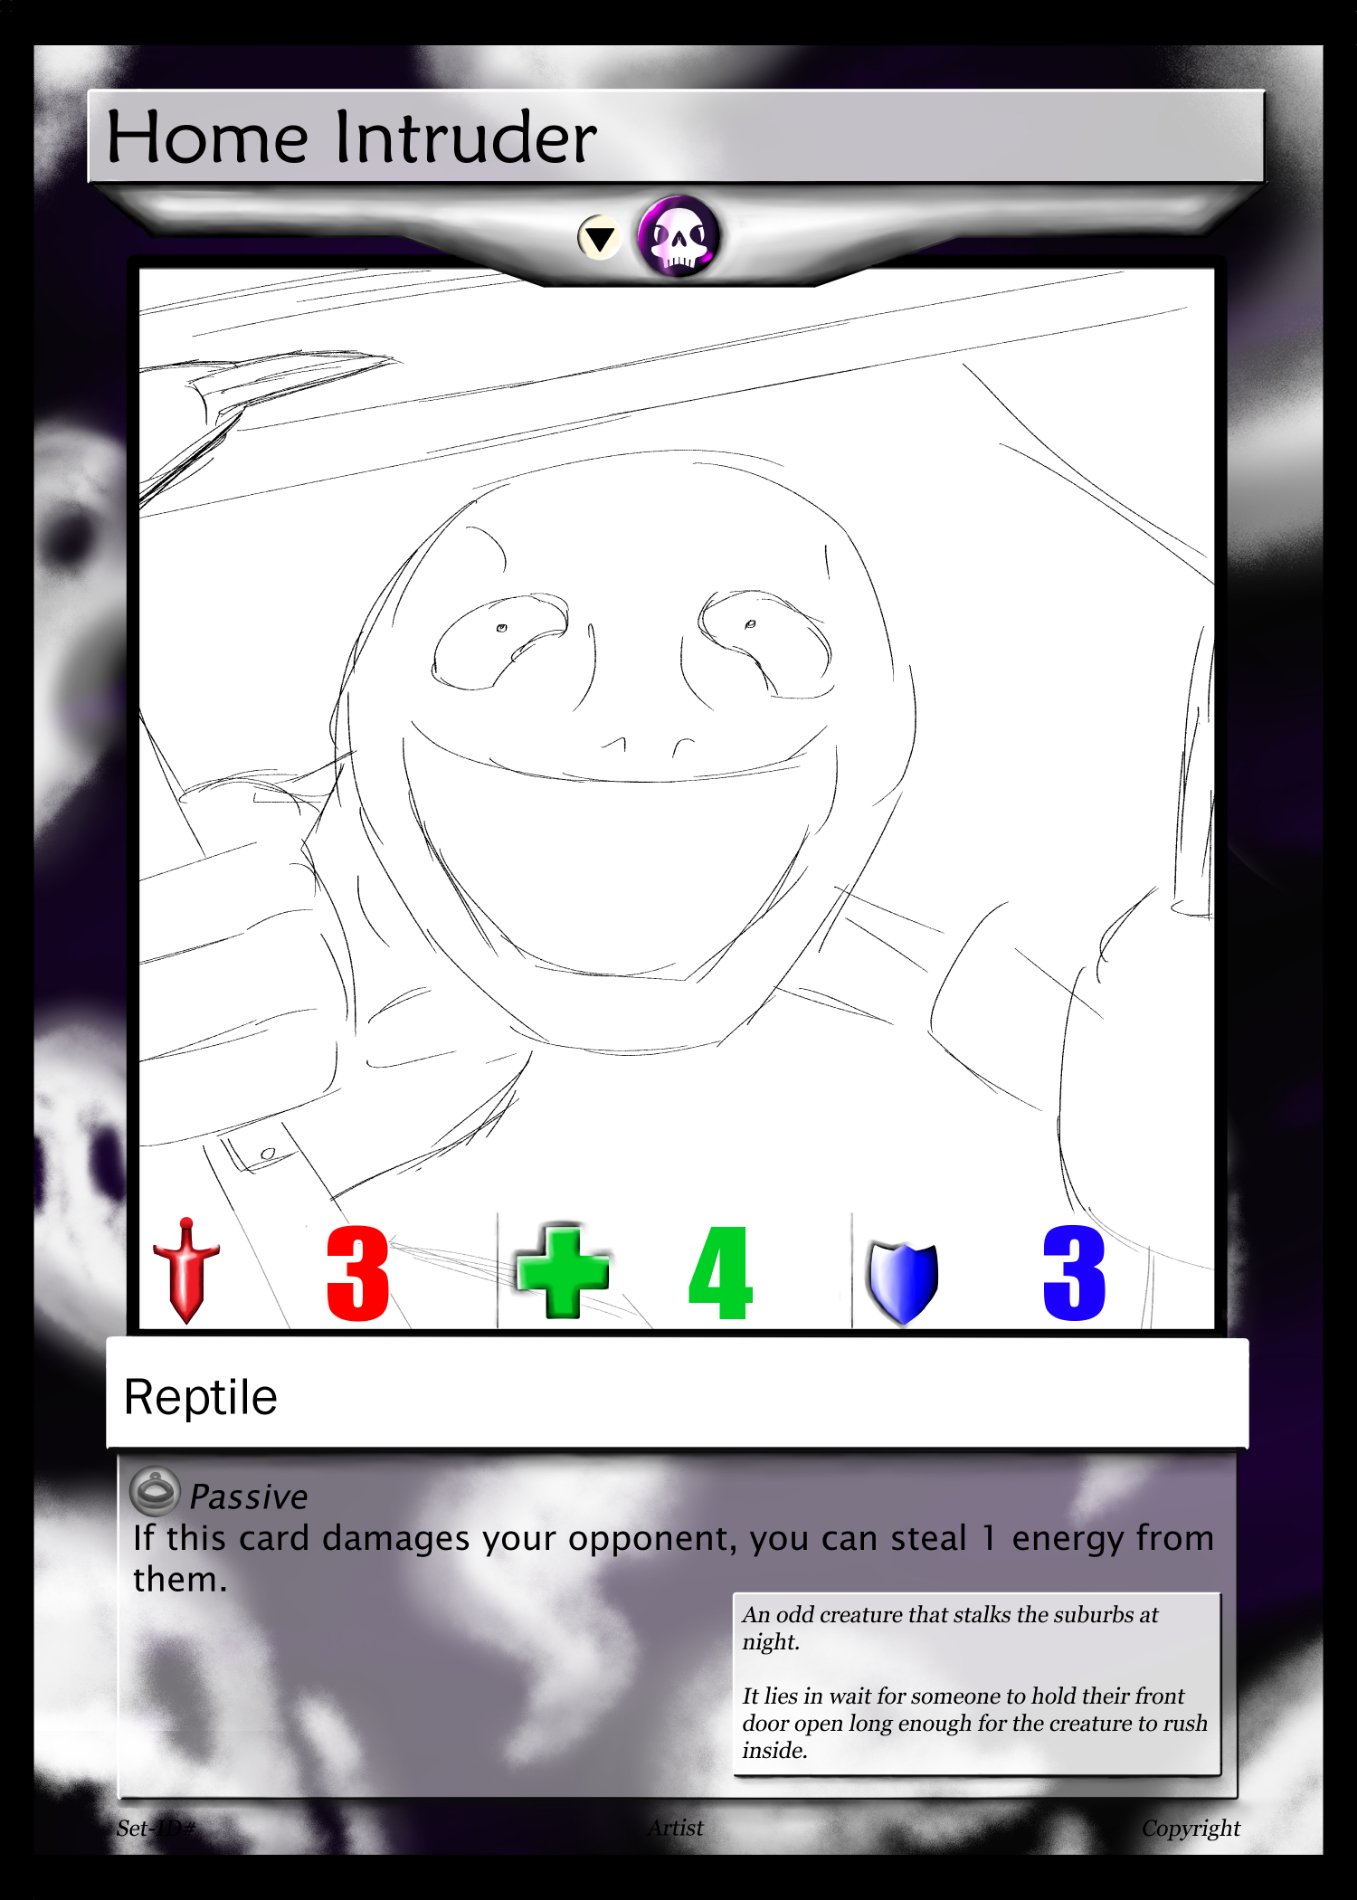 Home Intruder
3
4
3
Reptile
Passive
If this card damages your opponent, you can steal 1 energy from
them.
An odd creature that stalks the suburbs at
night.
It lies in wait for someone to hold their front
door open long enough for the creature to rush
inside.
Set-ID#
Artist
Copyright